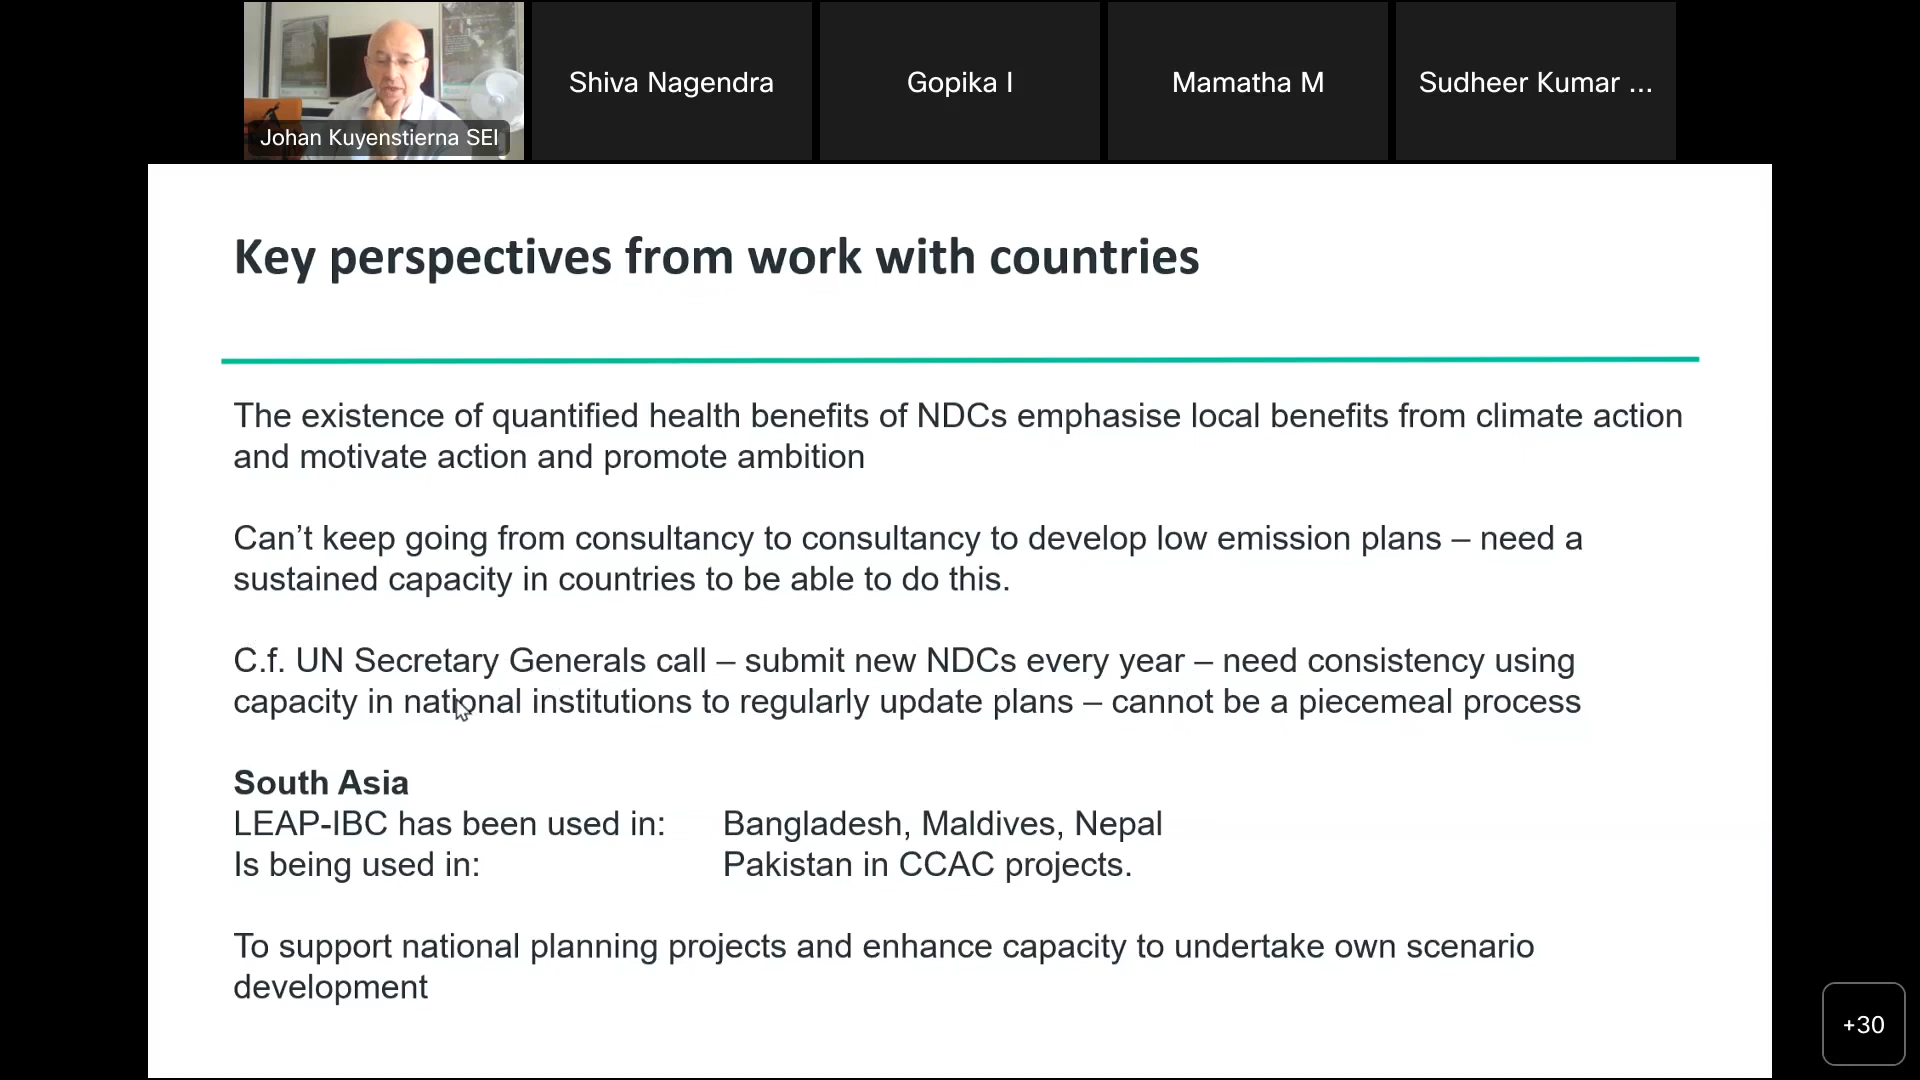 Johan Kuyenstierna SEI
Shiva Nagendra
Gopika I
Mamatha M
Sudheer Kumar ...
Key perspectives from work with countries
The existence of quantified health benefits of NDCs emphasise local benefits from climate action
and motivate action and promote ambition
Can’t keep going from consultancy to consultancy to develop low emission plans – need a
sustained capacity in countries to be able to do this.
C.f. UN Secretary Generals call – submit new NDCs every year – need consistency using
capacity in national institutions to regularly update plans – cannot be a piecemeal process
South Asia
LEAP-IBC has been used in: Bangladesh, Maldives, Nepal
Is being used in: Pakistan in CCAC projects.
To support national planning projects and enhance capacity to undertake own scenario
development
+30